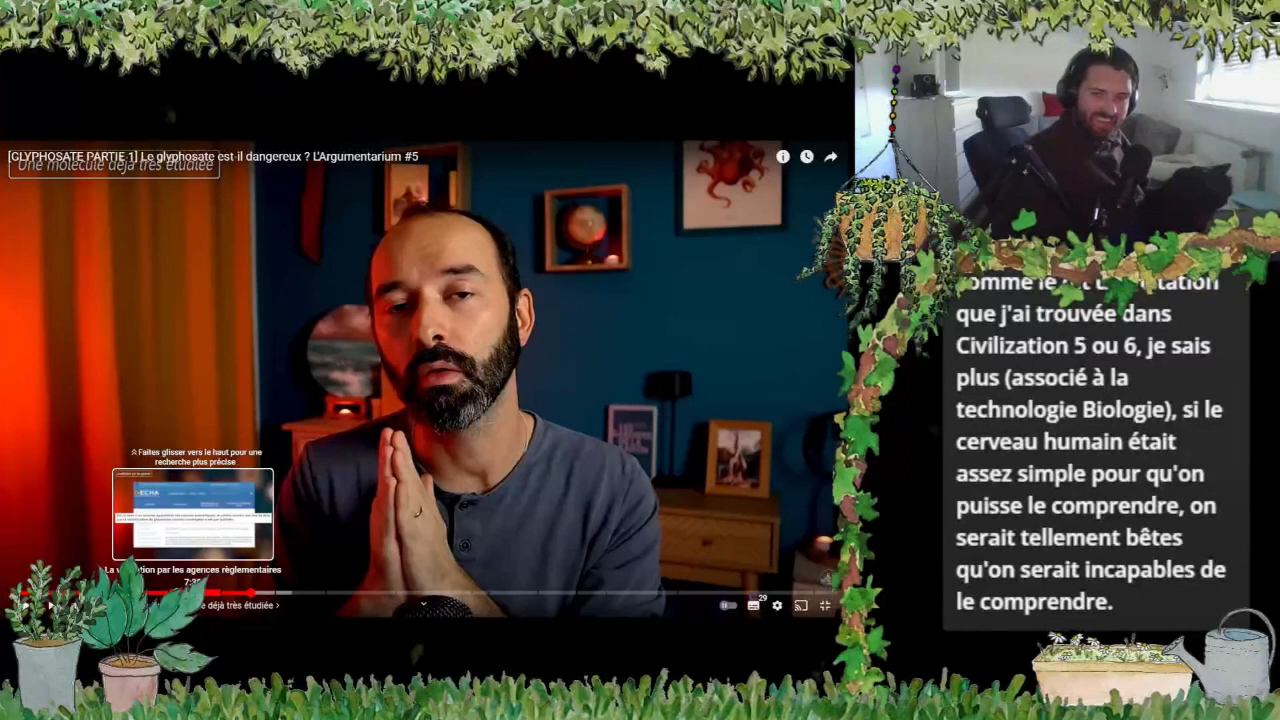 [GLYPHOSATE PARTIE 1] Le glyphosate est-il dangereux ? L'Argumentarium #5
Une molécule déjà très étudiée
Faites glisser vers le haut pour une
recherche plus précise
ECHA
par les agences règlementaires
déjà très étudiée >
29
que j'ai trouvée dans
Civilization 5 ou 6, je sais
plus (associé à la
technologie Biologie), si le
cerveau humain était
assez simple pour qu'on
puisse le comprendre, on
serait tellement bêtes
qu'on serait incapables de
le comprendre.